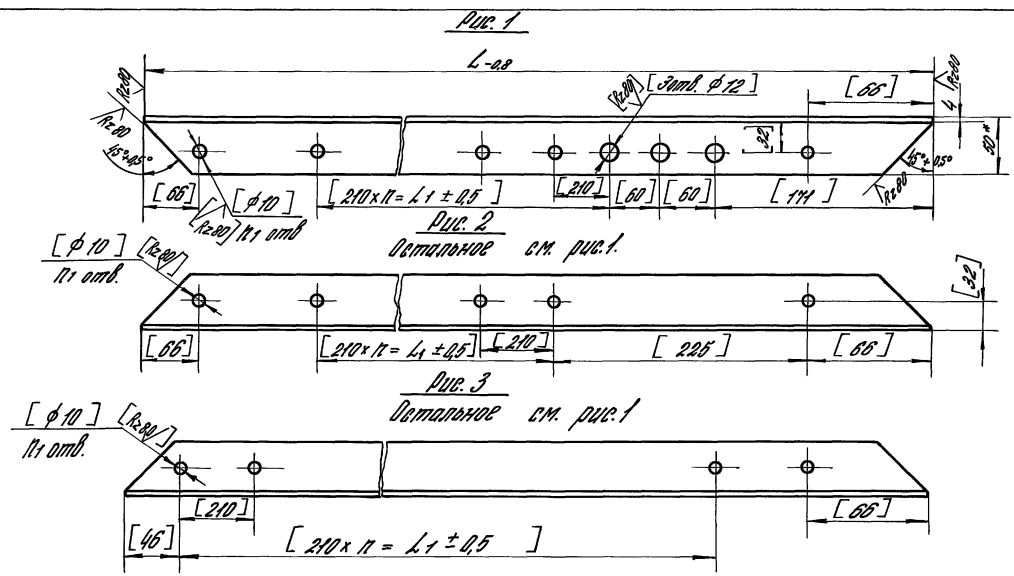 Рис. 1
L -0,8
Rz80
Rz80
45°+0,5°
[ 66 ]
[ ϕ10 ]
[Rz80] n1 отв
[ 210 x n = L1 ± 0,5 ]
[Rz80]
[ 3отв. ϕ12 ]
[210]
[ 60 ]
[ 60 ]
[ 171 ]
[32]
[ 66 ]
4
Rz80
50*
45°+0,5°
Rz80
Рис. 2
Остальное см. рис.1.
[ ϕ10 ]
[Rz80]
n1 отв.
[ 66 ]
[ 210 x n = L1 ± 0,5 ]
[ 210 ]
[ 225 ]
[ 66 ]
[32]
Рис. 3
Остальное см. рис.1
[ ϕ10 ]
[Rz80]
n1 отв.
[ 210 ]
[46]
[ 210 x n = L1 ± 0,5 ]
[ 66 ]